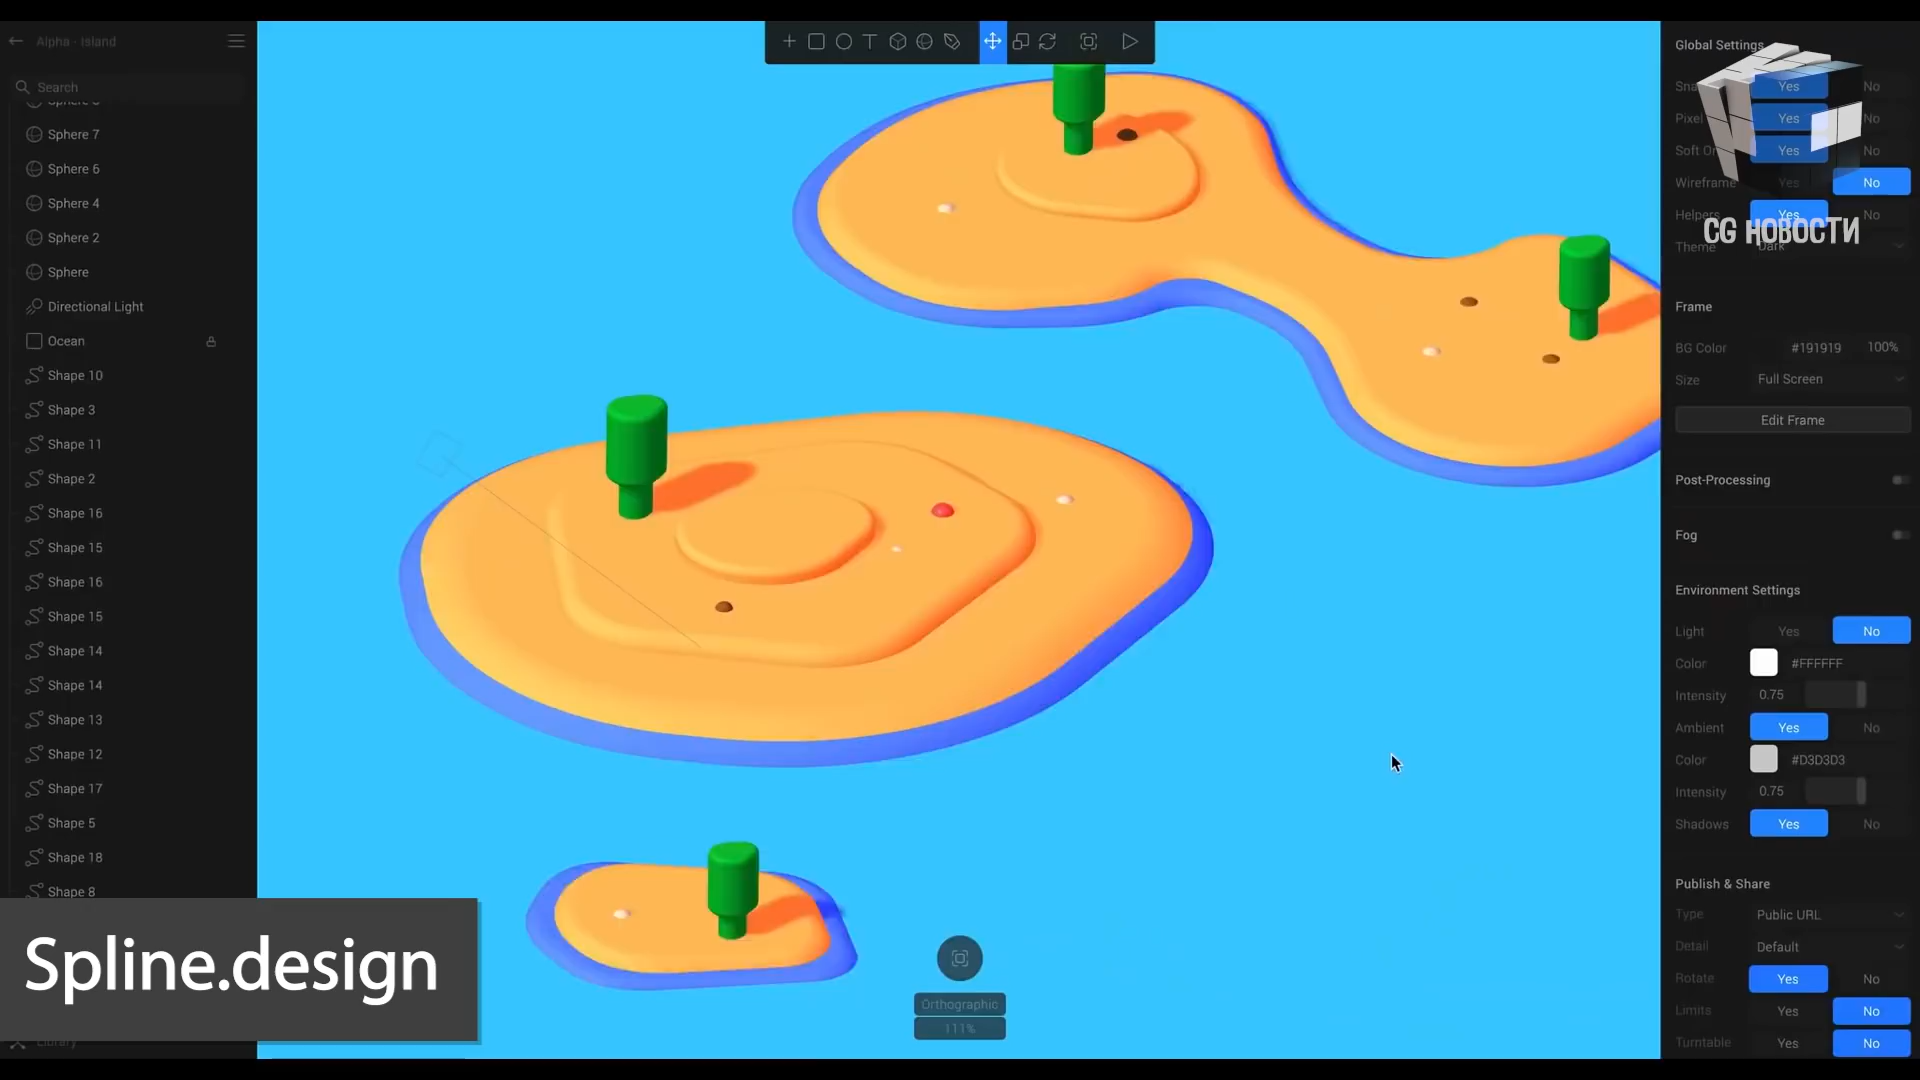 Alpha - Island
Search
Sphere 7
Sphere 6
Sphere 4
Sphere 2
Sphere
Directional Light
Ocean
Shape 10
Shape 3
Shape 11
Shape 2
Shape 16
Shape 15
Shape 16
Shape 15
Shape 14
Shape 14
Shape 13
Shape 12
Shape 17
Shape 5
Shape 18
Shape 8
Library
Spline.design
Orthographic
111%
Global Settings
Yes No
Pixel Yes No
Soft Yes No
Wireframe Yes No
Helpers Yes No
Theme Dark
CG НОВОСТИ
Frame
BG Color #191919 100%
Size Full Screen
Edit Frame
Post-Processing
Fog
Environment Settings
Light Yes No
Color #FFFFFF
Intensity 0.75
Ambient Yes No
Color #D3D3D3
Intensity 0.75
Shadows Yes No
Publish & Share
Type Public URL
Detail Default
Rotate Yes No
Limits Yes No
Turntable Yes No